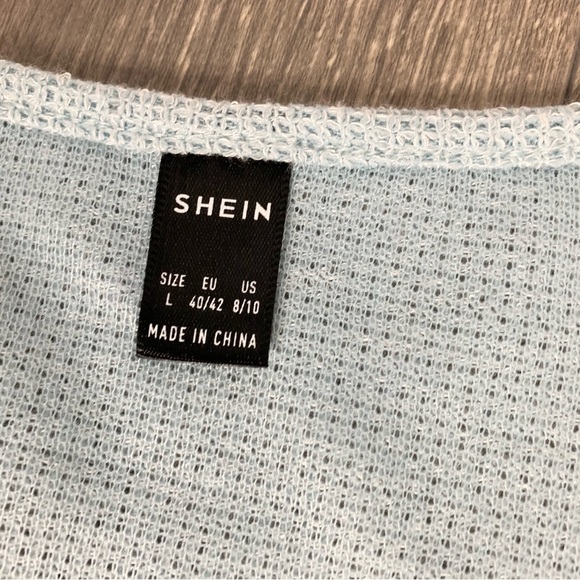 SHEIN
SIZE EU US
L 40/42 8/10
MADE IN CHINA